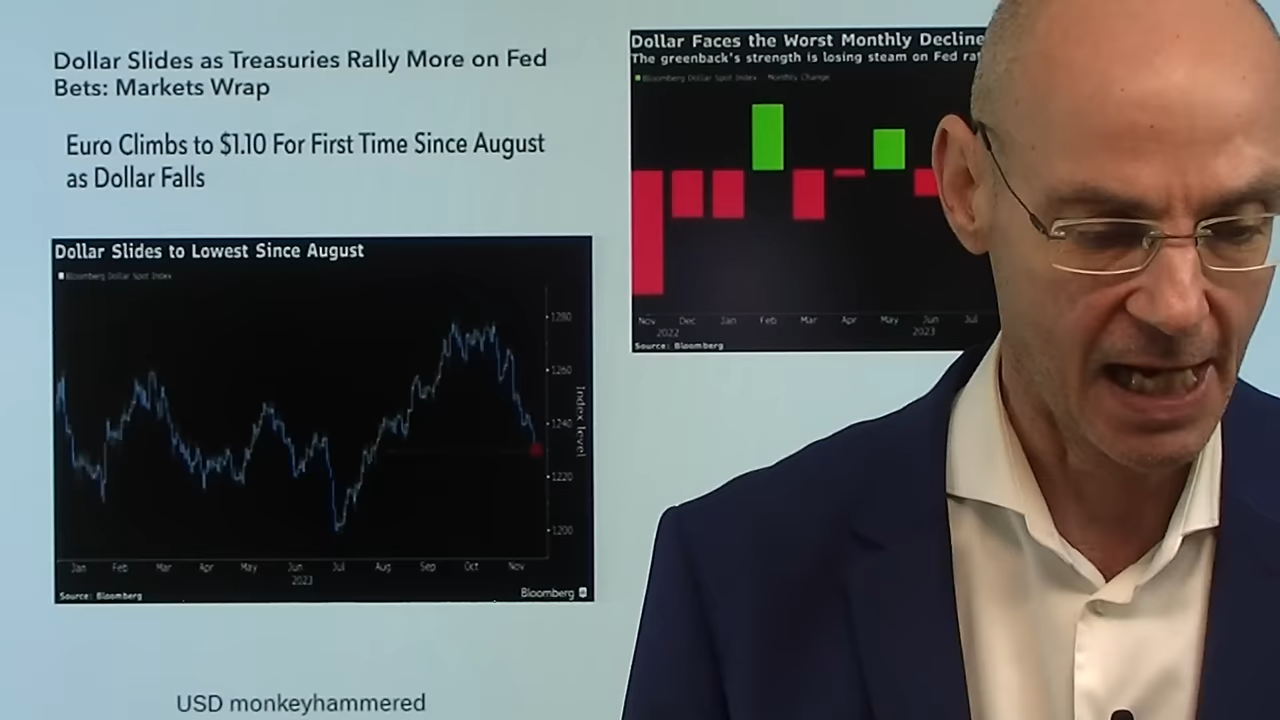 Dollar Slides as Treasuries Rally More on Fed
Bets: Markets Wrap
Euro Climbs to $1.10 For First Time Since August
as Dollar Falls
Dollar Slides to Lowest Since August
Bloomberg Dollar Spot Index
1280
1260
1240
1220
1200
Index level
Jan Feb Mar Apr May Jun Jul Aug Sep Oct Nov
2023
Source: Bloomberg
Bloomberg
USD monkeyhammered
Dollar Faces the Worst Monthly Decline
The greenback's strength is losing steam on Fed
Bloomberg Dollar Spot Index Monthly Change
Nov Dec Jan Feb Mar Apr May Jun Jul
2022 2023
Source: Bloomberg